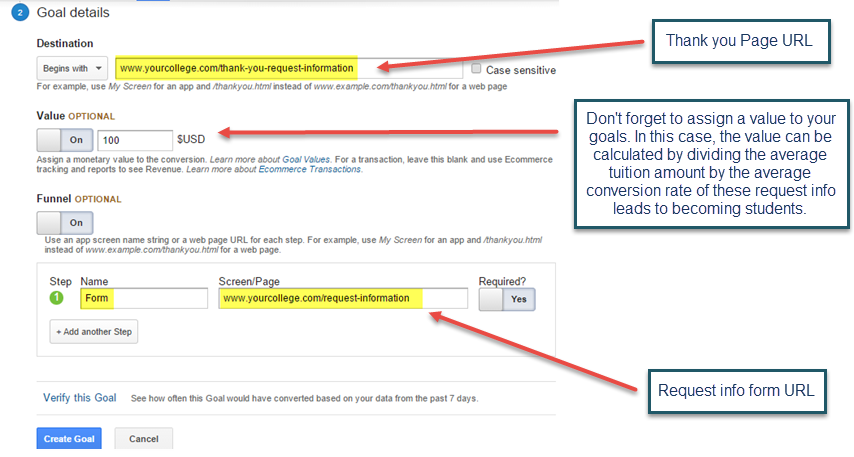 2 Goal details
Destination
Begins with www.yourcollege.com/thank-you-request-information Case sensitive
For example, use My Screen for an app and /thankyou.html instead of www.example.com/thankyou.html for a web page
Value OPTIONAL
On 100 $USD
Assign a monetary value to the conversion. Learn more about Goal Values. For a transaction, leave this blank and use Ecommerce
tracking and reports to see Revenue. Learn more about Ecommerce Transactions.
Funnel OPTIONAL
On
Use an app screen name string or a web page URL for each step. For example, use My Screen for an app and /thankyou.html
instead of www.example.com/thankyou.html for a web page.
Step Name Screen/Page Required?
1 Form www.yourcollege.com/request-information Yes
+ Add another Step
Verify this Goal See how often this Goal would have converted based on your data from the past 7 days.
Create Goal Cancel
Thank you Page URL
Don't forget to assign a value to your
goals. In this case, the value can be
calculated by dividing the average
tuition amount by the average
conversion rate of these request info
leads to becoming students.
Request info form URL